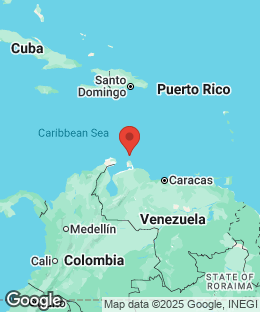 Cuba
Santo
Domingo
Puerto Rico
Caribbean Sea
Caracas
Venezuela
Medellín
Cali
Colombia
STATE OF
RORAIMA
Map data ©2025 Google, INEGI